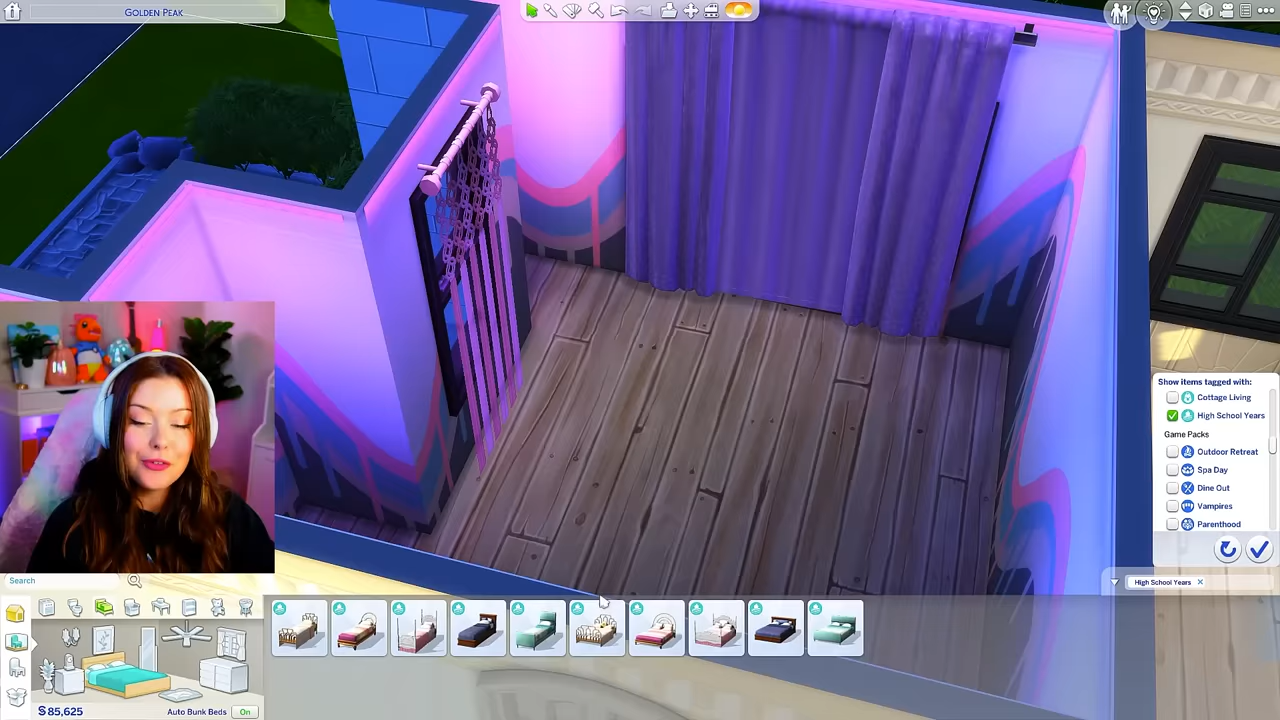 GOLDEN PEAK
Show items tagged with:
Cottage Living
High School Years
Game Packs
Outdoor Retreat
Spa Day
Dine Out
Vampires
Parenthood
Search
High School Years
§85,625
Auto Bunk Beds
On